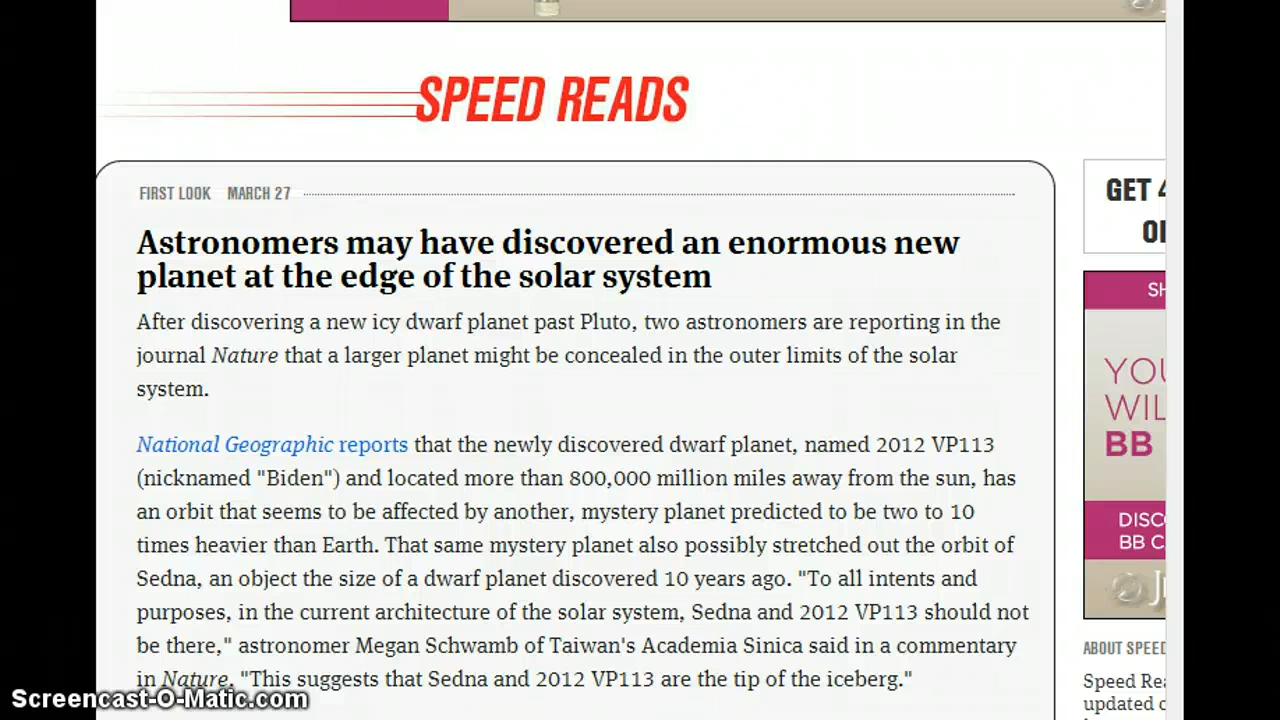 SPEED READS
FIRST LOOK MARCH 27
Astronomers may have discovered an enormous new
planet at the edge of the solar system
After discovering a new icy dwarf planet past Pluto, two astronomers are reporting in the
journal Nature that a larger planet might be concealed in the outer limits of the solar
system.
National Geographic reports that the newly discovered dwarf planet, named 2012 VP113
(nicknamed "Biden") and located more than 800,000 million miles away from the sun, has
an orbit that seems to be affected by another, mystery planet predicted to be two to 10
times heavier than Earth. That same mystery planet also possibly stretched out the orbit of
Sedna, an object the size of a dwarf planet discovered 10 years ago. "To all intents and
purposes, in the current architecture of the solar system, Sedna and 2012 VP113 should not
be there," astronomer Megan Schwamb of Taiwan's Academia Sinica said in a commentary
in Nature. "This suggests that Sedna and 2012 VP113 are the tip of the iceberg."
GET
YOU
WIL
BB
DISC
BB C
ABOUT SPEED
Speed Rea
updated
Screencast-O-Matic.com